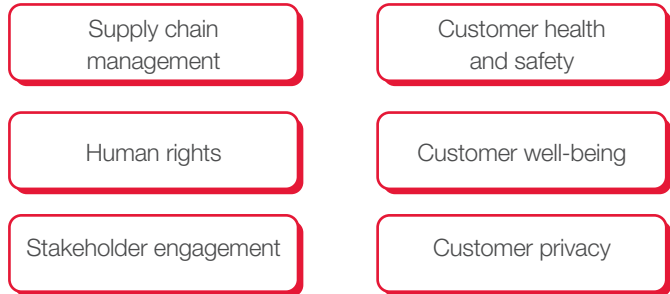 Supply chain
management
Customer health
and safety
Human rights
Customer well-being
Stakeholder engagement
Customer privacy